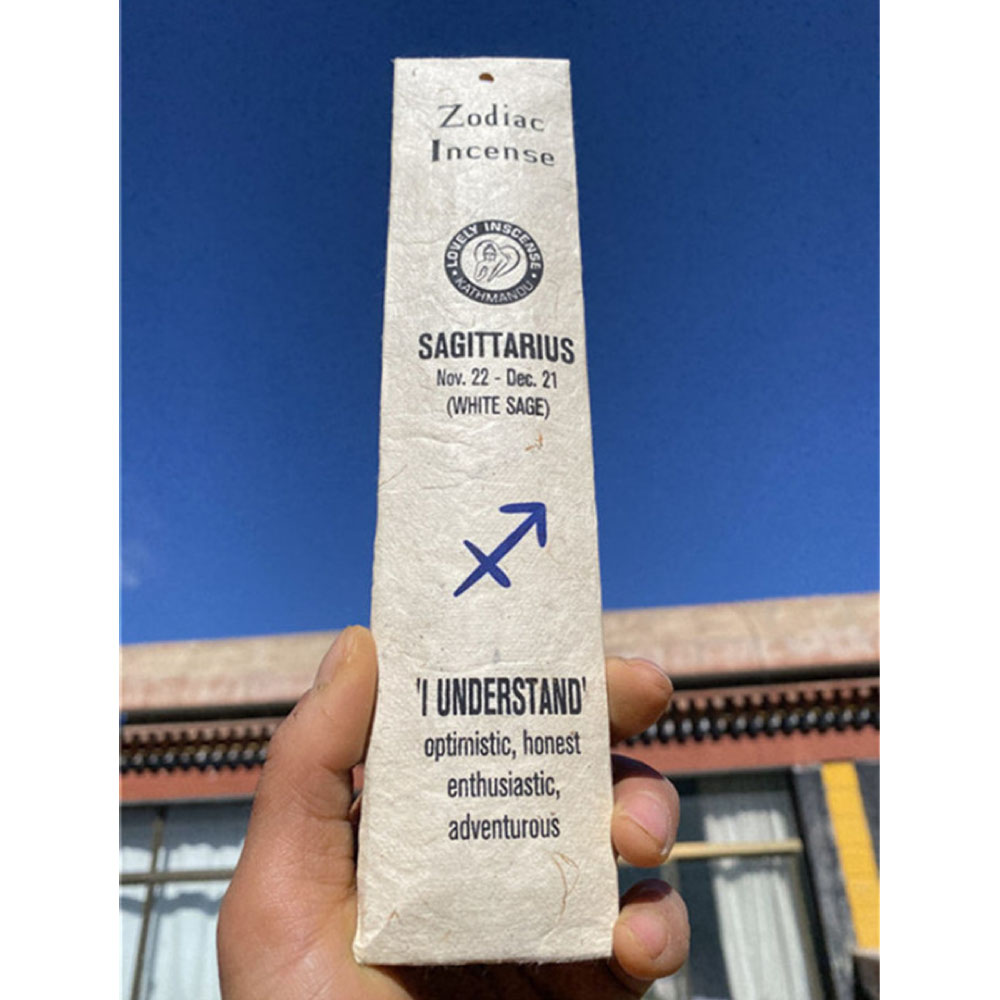 Zodiac
Incense
LOVELY INSCENSE
KATHMANDU
SAGITTARIUS
Nov. 22 - Dec. 21
(WHITE SAGE)
'I UNDERSTAND'
optimistic, honest
enthusiastic,
adventurous